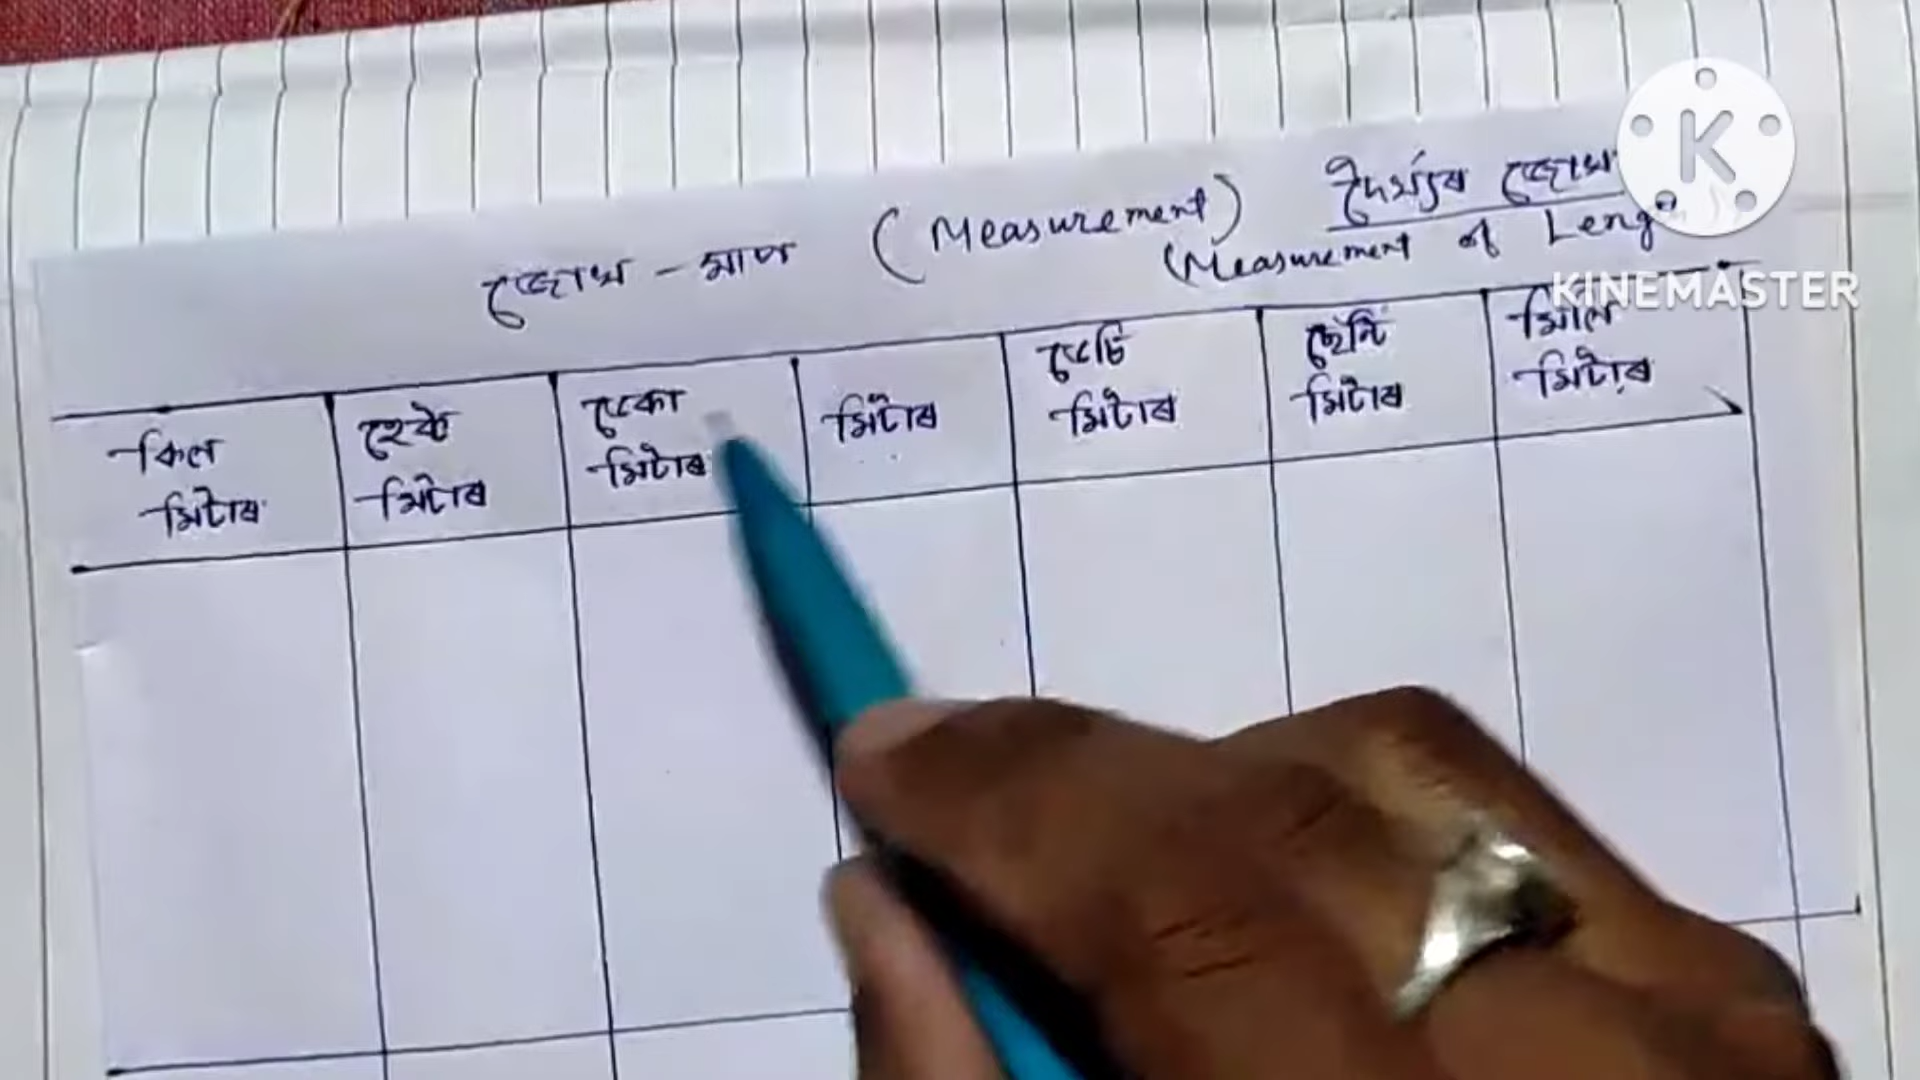 জোখ - মাপ (Measurement) দৈৰ্ঘ্যৰ জোখ
(Measurement of Leng
KINEMASTER
কিল মিটাৰ
হেক্ট মিটাৰ
ডেকা মিটাৰ
মিটাৰ
ডেচি মিটাৰ
ছেন্টি মিটাৰ
মিলি মিটাৰ